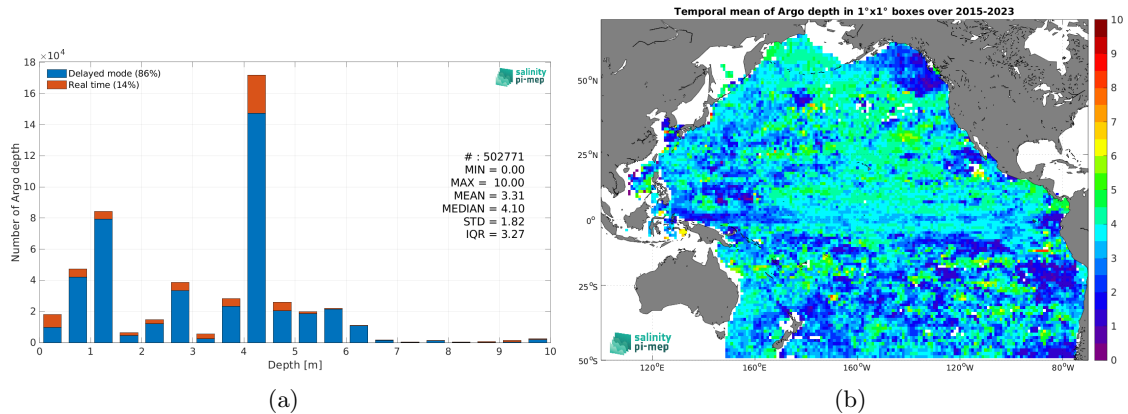 ×10⁴
18
16
14
12
10
8
6
4
2
0
Number of Argo depth
Delayed mode (86%)
Real time (14%)
salinity
pi-mep
# : 502771
MIN = 0.00
MAX = 10.00
MEAN = 3.31
MEDIAN = 4.10
STD = 1.82
IQR = 3.27
0 1 2 3 4 5 6 7 8 9 10
Depth [m]
(a)
Temporal mean of Argo depth in 1°x1° boxes over 2015-2023
50°N
25°N
0°
25°S
50°S
120°E 160°E 160°W 120°W 80°W
salinity
pi-mep
10
9
8
7
6
5
4
3
2
1
0
(b)